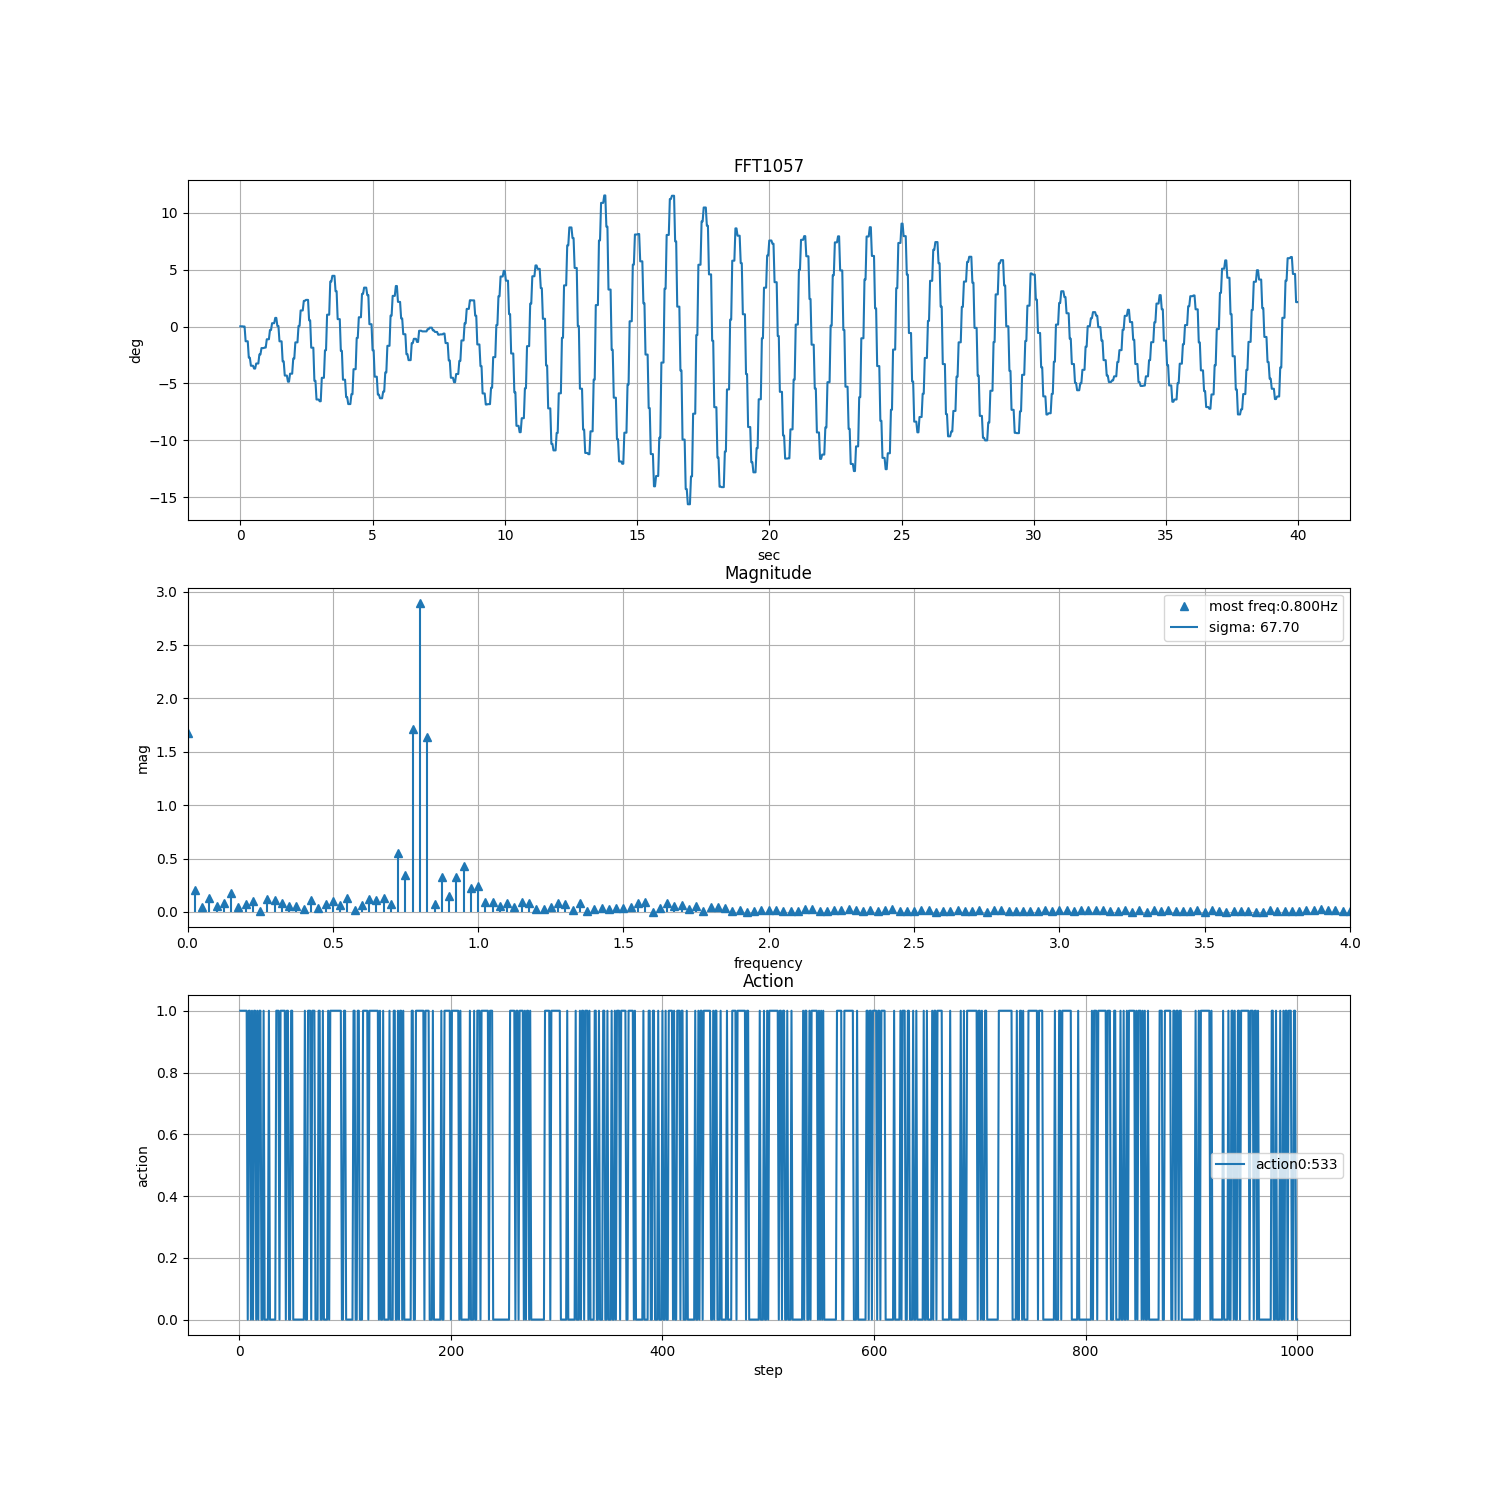 FFT1057
10
5
0
−5
−10
−15
deg
0 5 10 15 20 25 30 35 40
sec
Magnitude
3.0
2.5
2.0
1.5
1.0
0.5
0.0
mag
most freq:0.800Hz
sigma: 67.70
0.0 0.5 1.0 1.5 2.0 2.5 3.0 3.5 4.0
frequency
Action
1.0
0.8
0.6
0.4
0.2
0.0
action
action0:533
0 200 400 600 800 1000
step